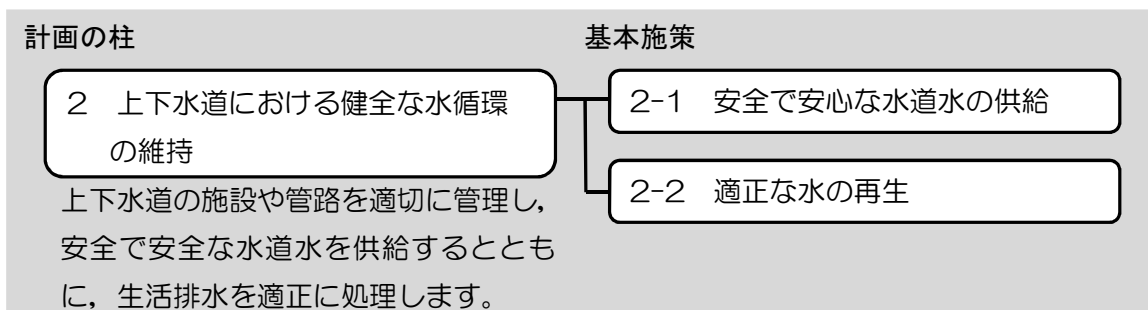 計画の柱
基本施策
2　上下水道における健全な水循環
の維持
上下水道の施設や管路を適切に管理し，
安全で安全な水道水を供給するととも
に，生活排水を適正に処理します。
2-1　安全で安心な水道水の供給
2-2　適正な水の再生